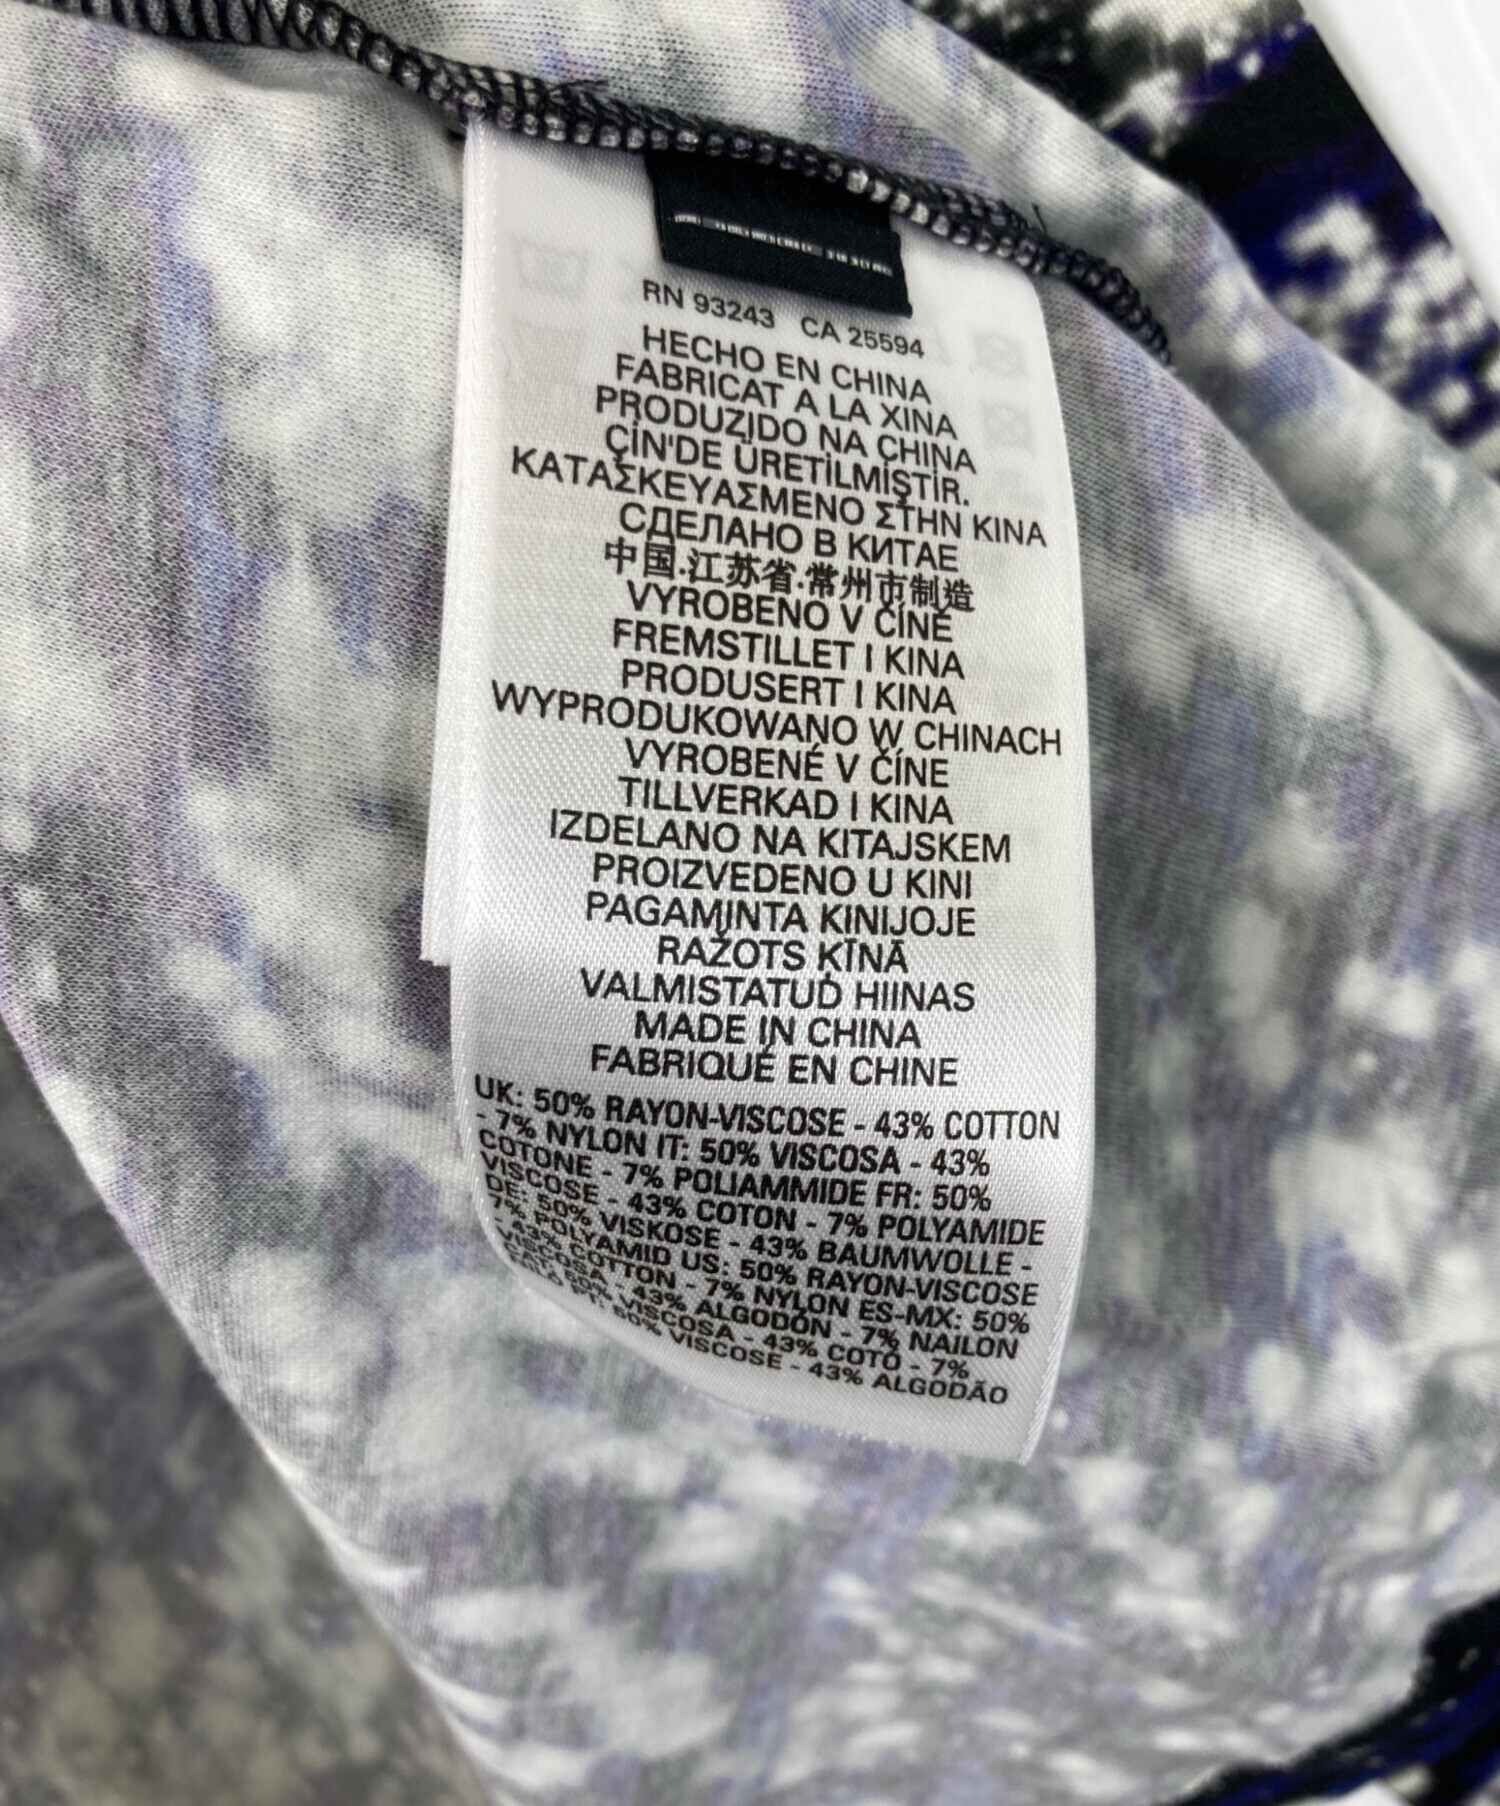 RN 93243 CA 25594
HECHO EN CHINA
FABRICAT A LA XINA
PRODUZIDO NA CHINA
ÇİN'DE ÜRETİLMİŞTİR.
ΚΑΤΑΣΚΕΥΑΣΜΕΝΟ ΣΤΗΝ ΚΙΝΑ
СДЕЛАНО В КИТАЕ
中国.江苏省.常州市制造
VYROBENO V ČÍNĚ
FREMSTILLET I KINA
PRODUSERT I KINA
WYPRODUKOWANO W CHINACH
VYROBENÉ V ČÍNE
TILLVERKAD I KINA
IZDELANO NA KITAJSKEM
PROIZVEDENO U KINI
PAGAMINTA KINIJOJE
RAŽOTS ĶĪNĀ
VALMISTATUD HIINAS
MADE IN CHINA
FABRIQUÉ EN CHINE
UK: 50% RAYON-VISCOSE - 43% COTTON
- 7% NYLON IT: 50% VISCOSA - 43%
COTONE - 7% POLIAMMIDE FR: 50%
VISCOSE - 43% COTON - 7% POLYAMIDE
DE: 50% VISKOSE - 43% BAUMWOLLE -
7% POLYAMID US: 50% RAYON-VISCOSE
- 43% COTTON - 7% NYLON ES-MX: 50%
VISCOSA - 43% ALGODÓN - 7% NAILON
CAT: 50% VISCOSA - 43% COTÓ - 7%
PT: 50% VISCOSE - 43% ALGODÃO